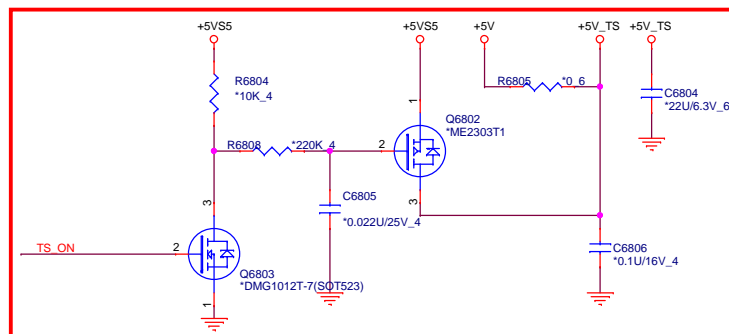 +5VS5 +5VS5 +5V +5V_TS +5V_TS
R6804
*10K_4
R6805 *0_6
C6804
*22U/6.3V_6
1
Q6802
*ME2303T1
R6808 *220K_4
2
C6805
*0.022U/25V_4
3
3
C6806
*0.1U/16V_4
TS_ON
2
Q6803
*DMG1012T-7(SOT523)
1